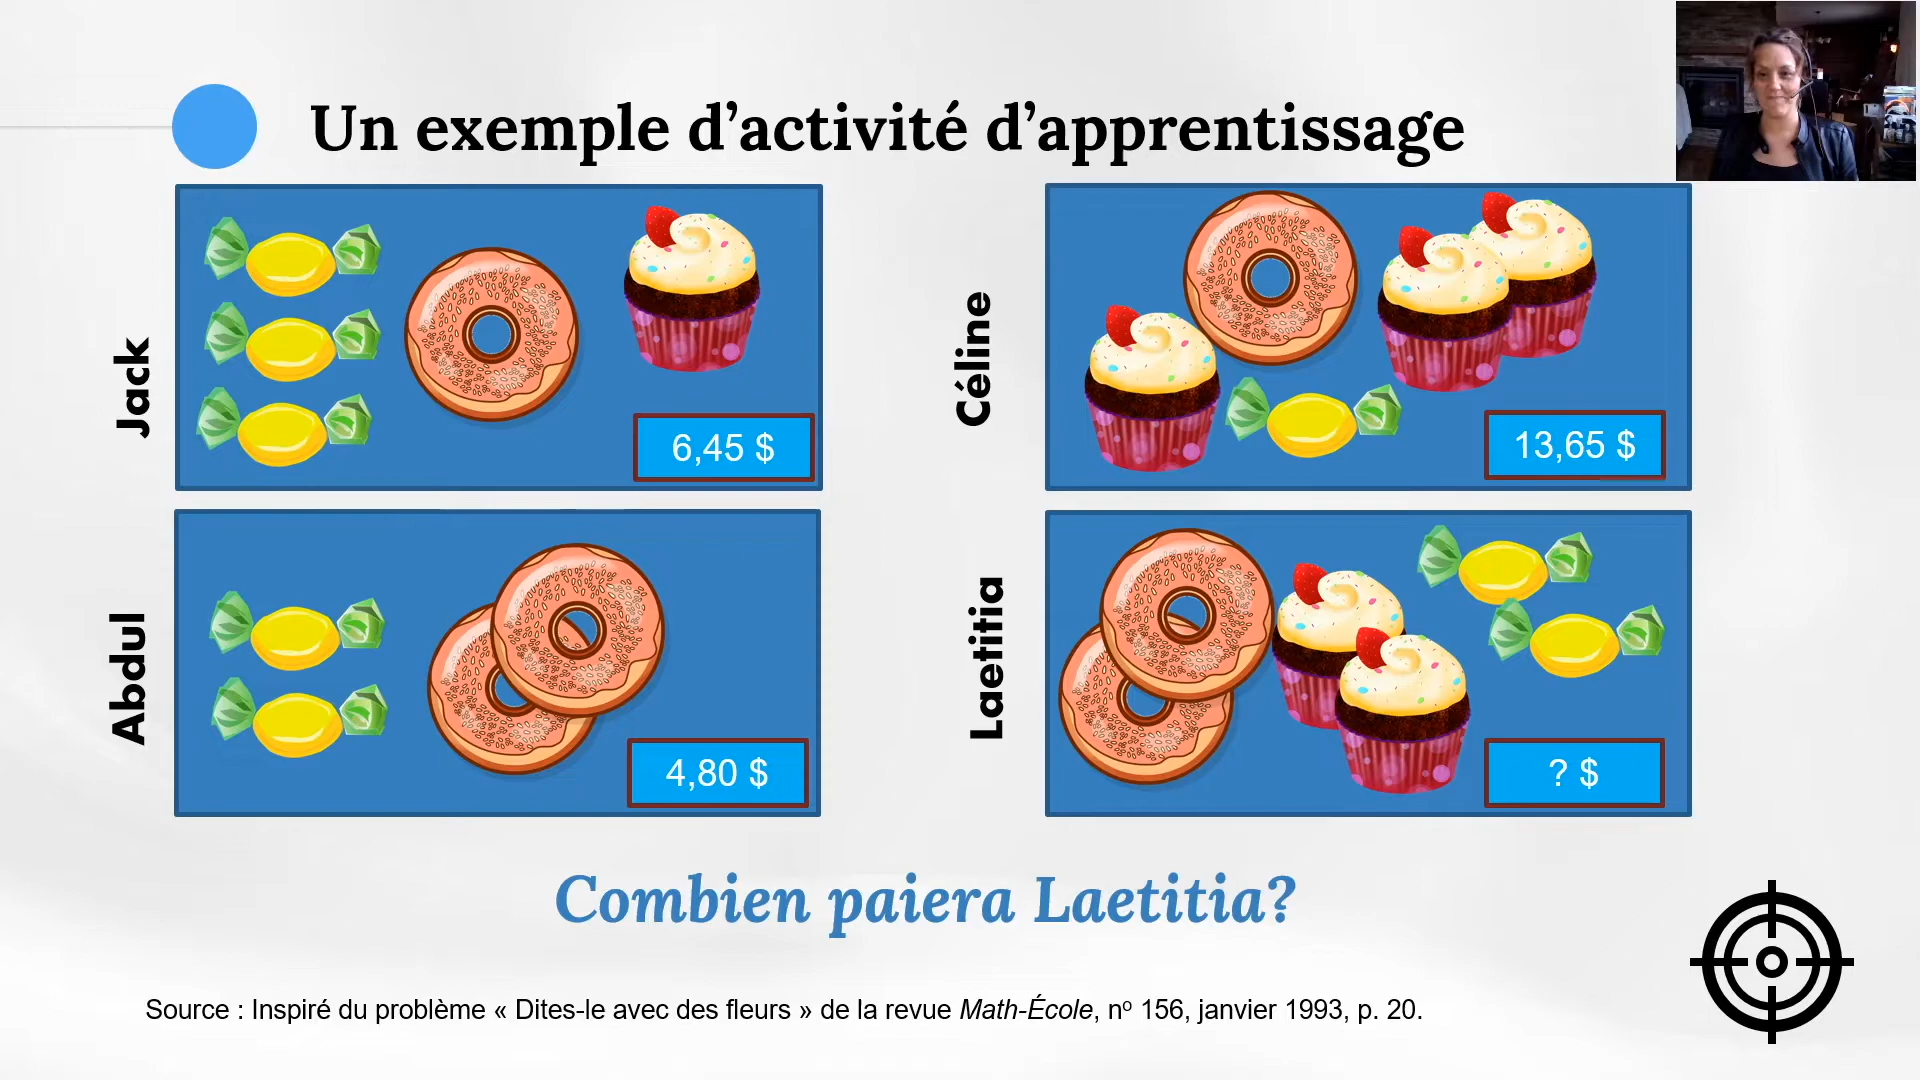 Un exemple d’activité d’apprentissage
Jack
6,45 $
Céline
13,65 $
Abdul
4,80 $
Laetitia
? $
Combien paiera Laetitia?
Source : Inspiré du problème « Dites-le avec des fleurs » de la revue Math-École, nº 156, janvier 1993, p. 20.